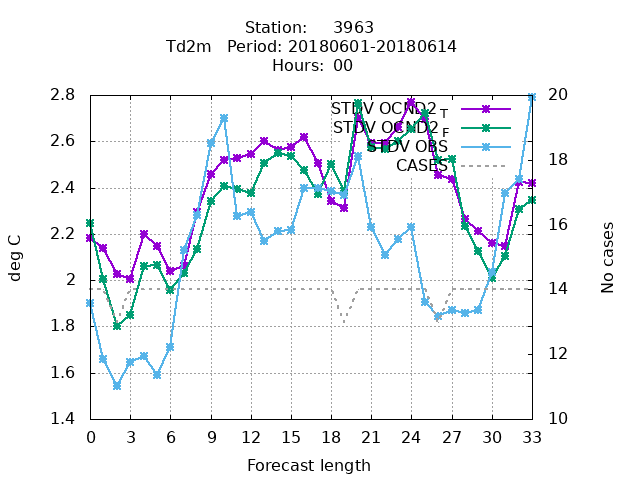 Station: 3963
Td2m Period: 20180601-20180614
Hours: 00
STDV OCND2 T
STDV OCND2 F
STDV OBS
CASES
2.8
2.6
2.4
2.2
2
1.8
1.6
1.4
20
18
16
14
12
10
deg C
No cases
0 3 6 9 12 15 18 21 24 27 30 33
Forecast length